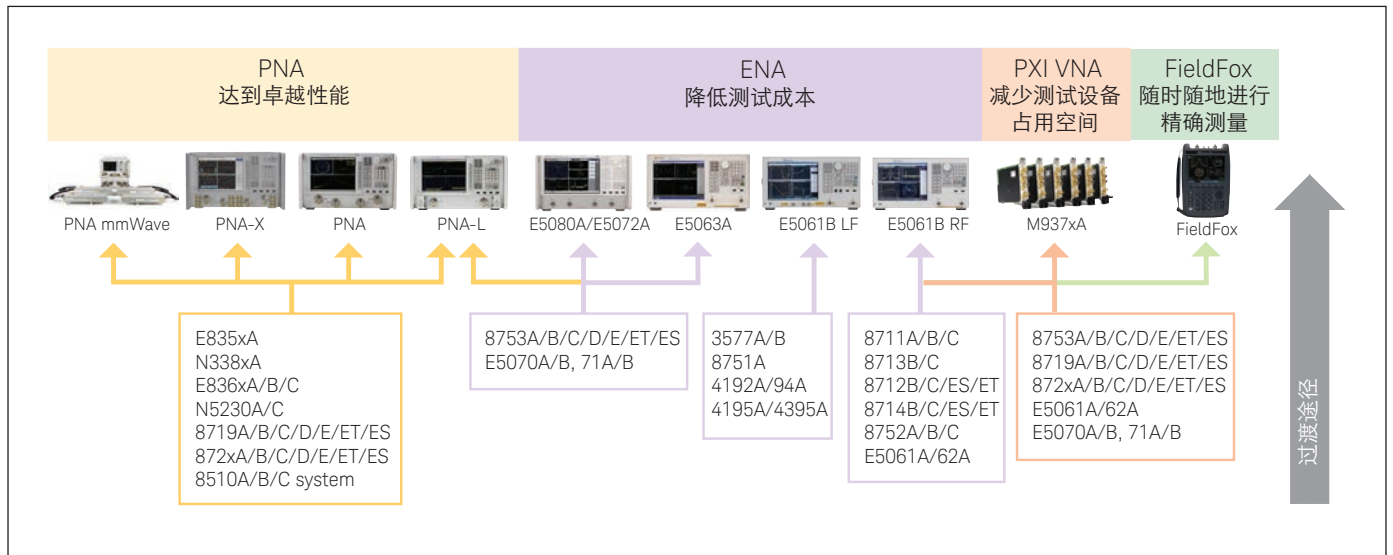 PNA
达到卓越性能
ENA
降低测试成本
PXI VNA
减少测试设备
占用空间
FieldFox
随时随地进行
精确测量
PNA mmWave
PNA-X
PNA
PNA-L
E5080A/E5072A
E5063A
E5061B LF
E5061B RF
M937xA
FieldFox
E835xA
N338xA
E836xA/B/C
N5230A/C
8719A/B/C/D/E/ET/ES
872xA/B/C/D/E/ET/ES
8510A/B/C system
8753A/B/C/D/E/ET/ES
E5070A/B, 71A/B
3577A/B
8751A
4192A/94A
4195A/4395A
8711A/B/C
8713B/C
8712B/C/ES/ET
8714B/C/ES/ET
8752A/B/C
E5061A/62A
8753A/B/C/D/E/ET/ES
8719A/B/C/D/E/ET/ES
872xA/B/C/D/E/ET/ES
E5061A/62A
E5070A/B, 71A/B
过渡途径